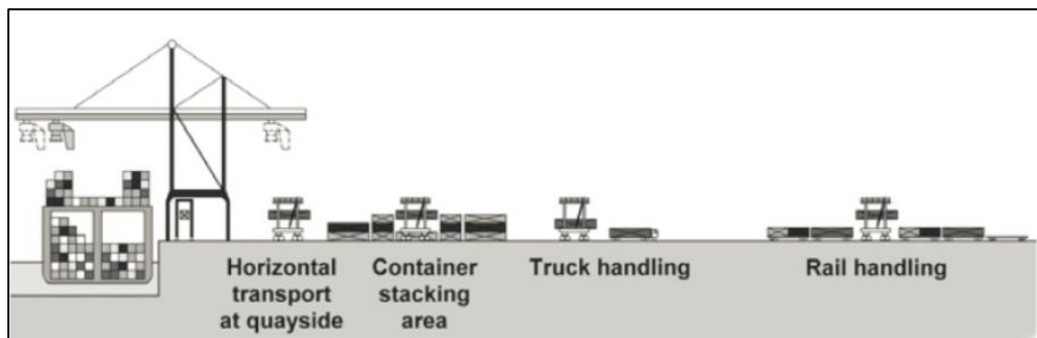 Horizontal
transport
at quayside
Container
stacking
area
Truck handling
Rail handling